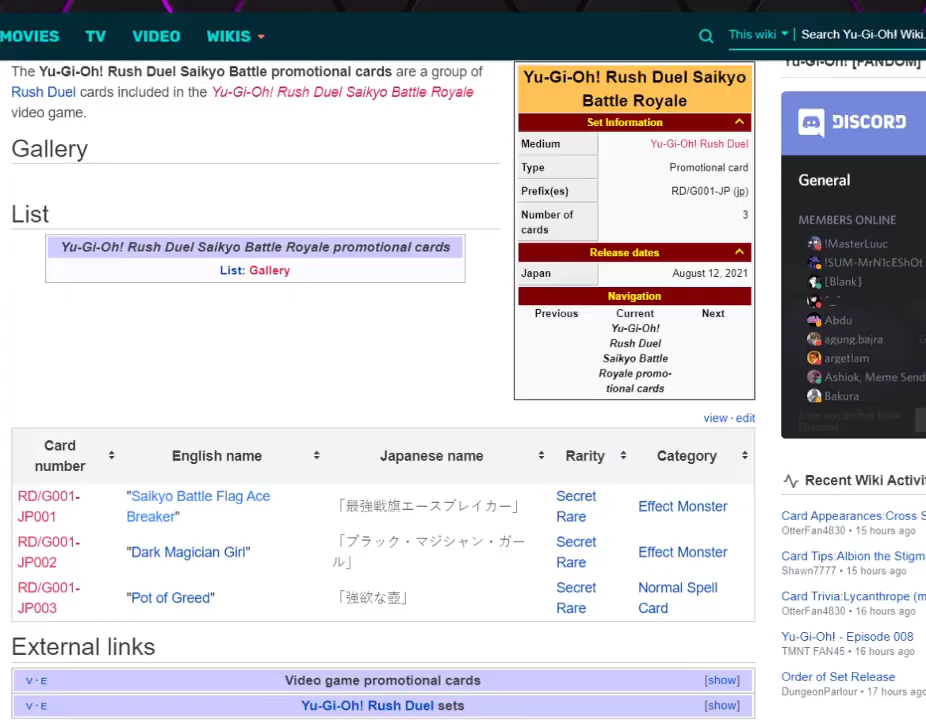 MOVIES TV VIDEO WIKIS
This wiki | Search Yu-Gi-Oh! Wiki.
The Yu-Gi-Oh! Rush Duel Saikyo Battle promotional cards are a group of
Rush Duel cards included in the Yu-Gi-Oh! Rush Duel Saikyo Battle Royale
video game.
Gallery
List
Yu-Gi-Oh! Rush Duel Saikyo Battle Royale promotional cards
List: Gallery
Yu-Gi-Oh! Rush Duel Saikyo
Battle Royale
Set Information
Medium Yu-Gi-Oh! Rush Duel
Type Promotional card
Prefix(es) RD/G001-JP (jp)
Number of
cards
3
Release dates
Japan August 12, 2021
Navigation
Previous Current Next
Yu-Gi-Oh!
Rush Duel
Saikyo Battle
Royale promo-
tional cards
view · edit
Card
number
English name Japanese name Rarity Category
RD/G001-
JP001
"Saikyo Battle Flag Ace
Breaker"
「最強戦旗エースブレイカー」
Secret
Rare
Effect Monster
RD/G001-
JP002
"Dark Magician Girl"
「ブラック・マジシャン・ガー
ル」
Secret
Rare
Effect Monster
RD/G001-
JP003
"Pot of Greed"
「強欲な壺」
Secret
Rare
Normal Spell
Card
External links
V · E Video game promotional cards [show]
V · E Yu-Gi-Oh! Rush Duel sets [show]
Yu-Gi-Oh! [FANDOM]
DISCORD
General
MEMBERS ONLINE
!MasterLuuc
!SUM-MrN1cEShOt
[Blank]
^_^
Abdu
agung.bajra
argetlam
Ashiok, Meme Send
Bakura
Free voice chat from
Discord
Recent Wiki Activi
Card Appearances:Cross S
OtterFan4830 • 15 hours ago
Card Tips:Albion the Stigma
Shawn7777 • 15 hours ago
Card Trivia:Lycanthrope (m
OtterFan4830 • 16 hours ago
Yu-Gi-Oh! - Episode 008
TMNT FAN45 • 16 hours ago
Order of Set Release
DungeonParlour • 17 hours ago